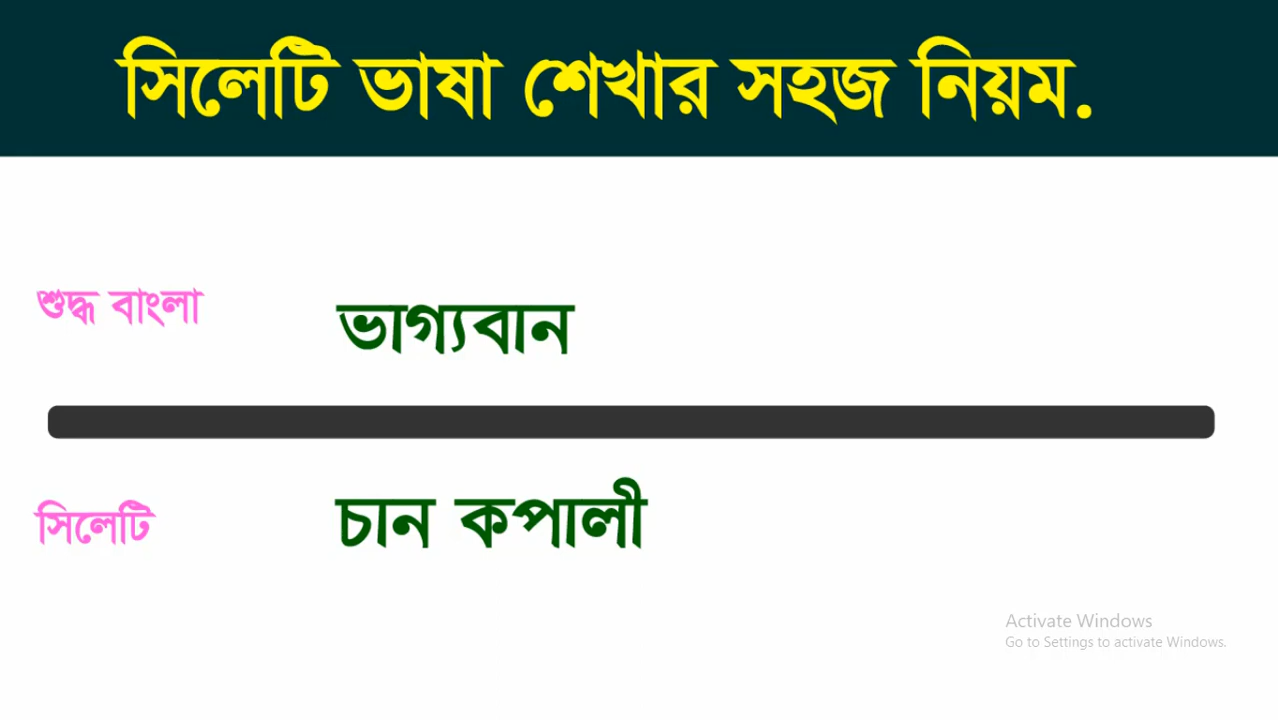 সিলেটি ভাষা শেখার সহজ নিয়ম.
শুদ্ধ বাংলা
ভাগ্যবান
সিলেটি
চান কপালী
Activate Windows
Go to Settings to activate Windows.